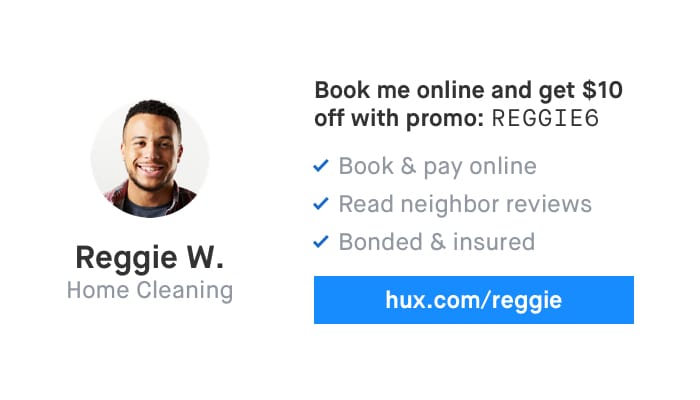 Book me online and get $10
off with promo: REGGIE6
Book & pay online
Read neighbor reviews
Bonded & insured
Reggie W.
Home Cleaning
hux.com/reggie